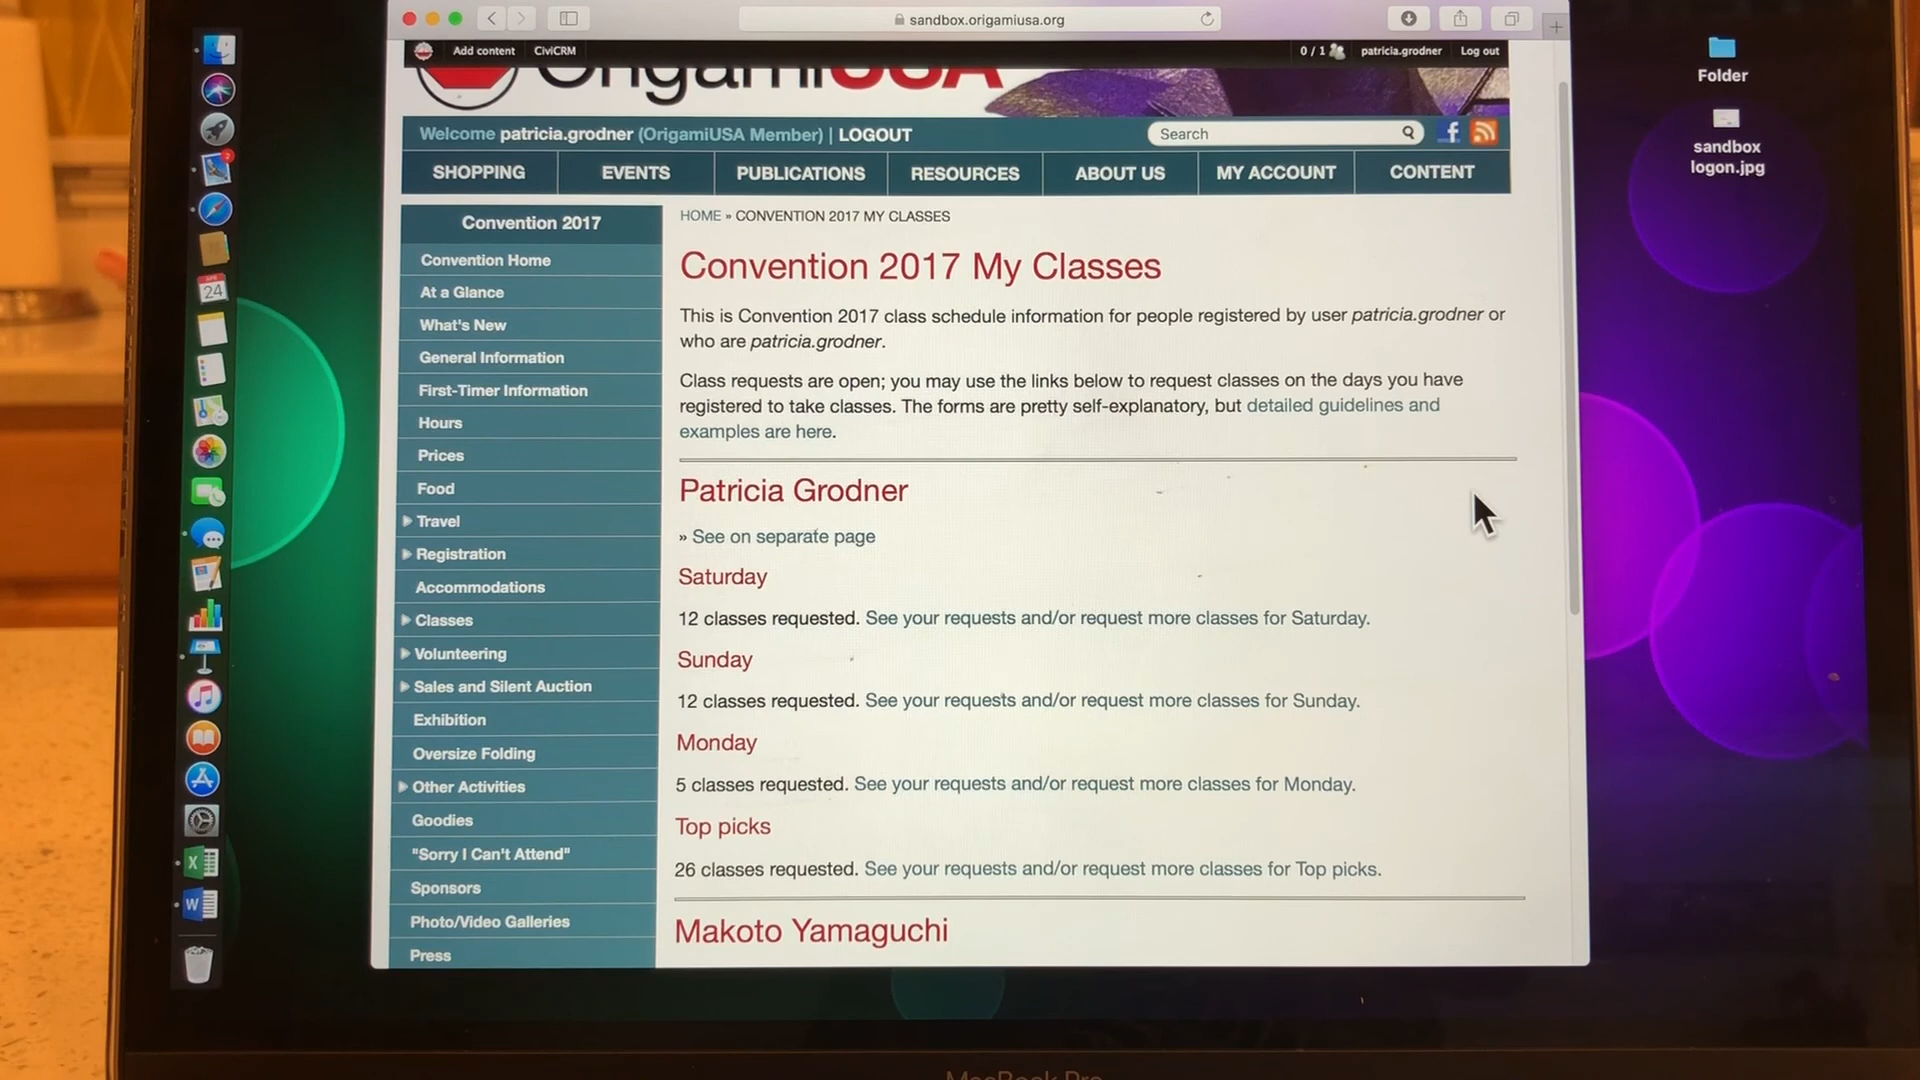 sandbox.origamiusa.org
Add content CiviCRM 0 / 1 patricia.grodner Log out
OrigamiUSA
Welcome patricia.grodner (OrigamiUSA Member) | LOGOUT Search
SHOPPING EVENTS PUBLICATIONS RESOURCES ABOUT US MY ACCOUNT CONTENT
Convention 2017
Convention Home
At a Glance
What's New
General Information
First-Timer Information
Hours
Prices
Food
Travel
Registration
Accommodations
Classes
Volunteering
Sales and Silent Auction
Exhibition
Oversize Folding
Other Activities
Goodies
"Sorry I Can't Attend"
Sponsors
Photo/Video Galleries
Press
HOME » CONVENTION 2017 MY CLASSES
Convention 2017 My Classes
This is Convention 2017 class schedule information for people registered by user patricia.grodner or
who are patricia.grodner.
Class requests are open; you may use the links below to request classes on the days you have
registered to take classes. The forms are pretty self-explanatory, but detailed guidelines and
examples are here.
Patricia Grodner
» See on separate page
Saturday
12 classes requested. See your requests and/or request more classes for Saturday.
Sunday
12 classes requested. See your requests and/or request more classes for Sunday.
Monday
5 classes requested. See your requests and/or request more classes for Monday.
Top picks
26 classes requested. See your requests and/or request more classes for Top picks.
Makoto Yamaguchi
Folder
sandbox
logon.jpg
24
MacBook Pro